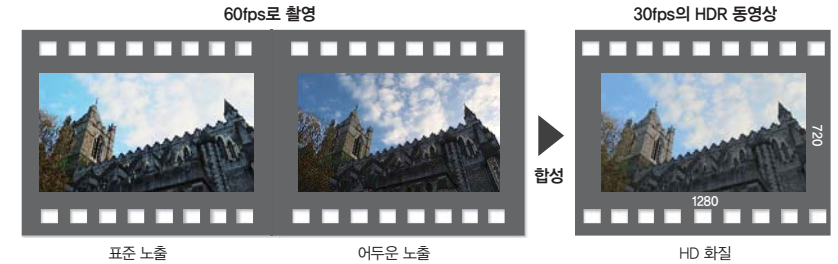 60fps로 촬영
30fps의 HDR 동영상
합성
720
1280
표준 노출
어두운 노출
HD 화질